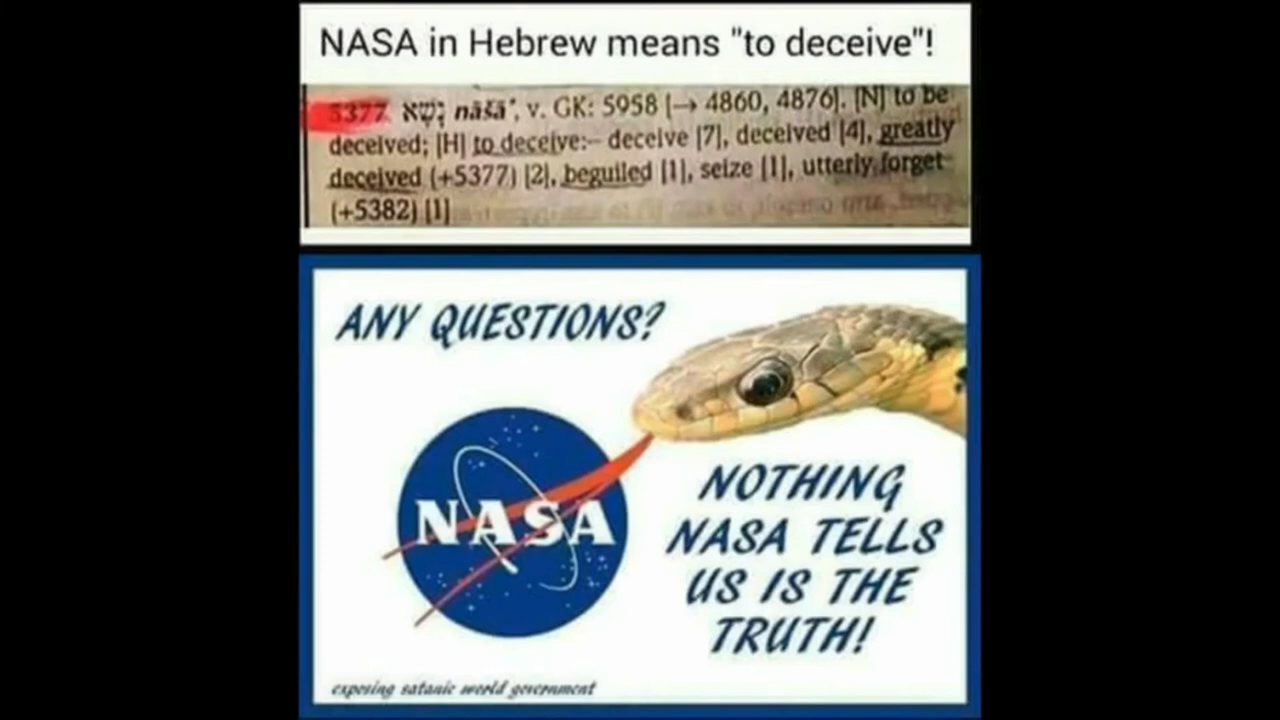 NASA in Hebrew means "to deceive"!
5377 נָשָׁא nāšā', v. GK: 5958 [→ 4860, 4876]. [N] to be
deceived; [H] to deceive:– deceive [7], deceived [4], greatly
deceived (+5377) [2], beguiled [1], seize [1], utterly forget
(+5382) [1]
ANY QUESTIONS?
NASA
NOTHING
NASA TELLS
US IS THE
TRUTH!
exposing satanic world government